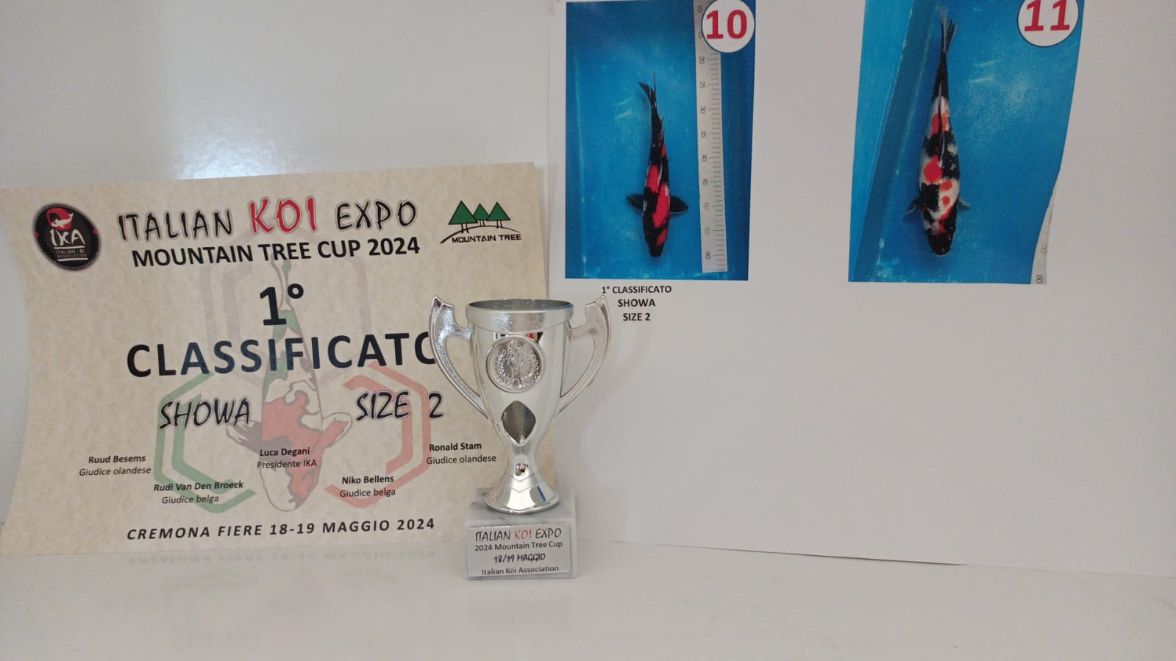 IKA
ITALIAN KOI
ASSOCIATION
ITALIAN KOI EXPO
MOUNTAIN TREE CUP 2024
MOUNTAIN TREE
1°
CLASSIFICATO
SHOWA SIZE 2
Ruud Besems
Giudice olandese
Luca Degani
Presidente IKA
Ronald Stam
Giudice olandese
Rudi Van Den Broeck
Giudice belga
Niko Bellens
Giudice belga
CREMONA FIERE 18-19 MAGGIO 2024
ITALIAN KOI EXPO
2024 Mountain Tree Cup
18/19 MAGGIO
Italian Koi Association
10
1° CLASSIFICATO
SHOWA
SIZE 2
11